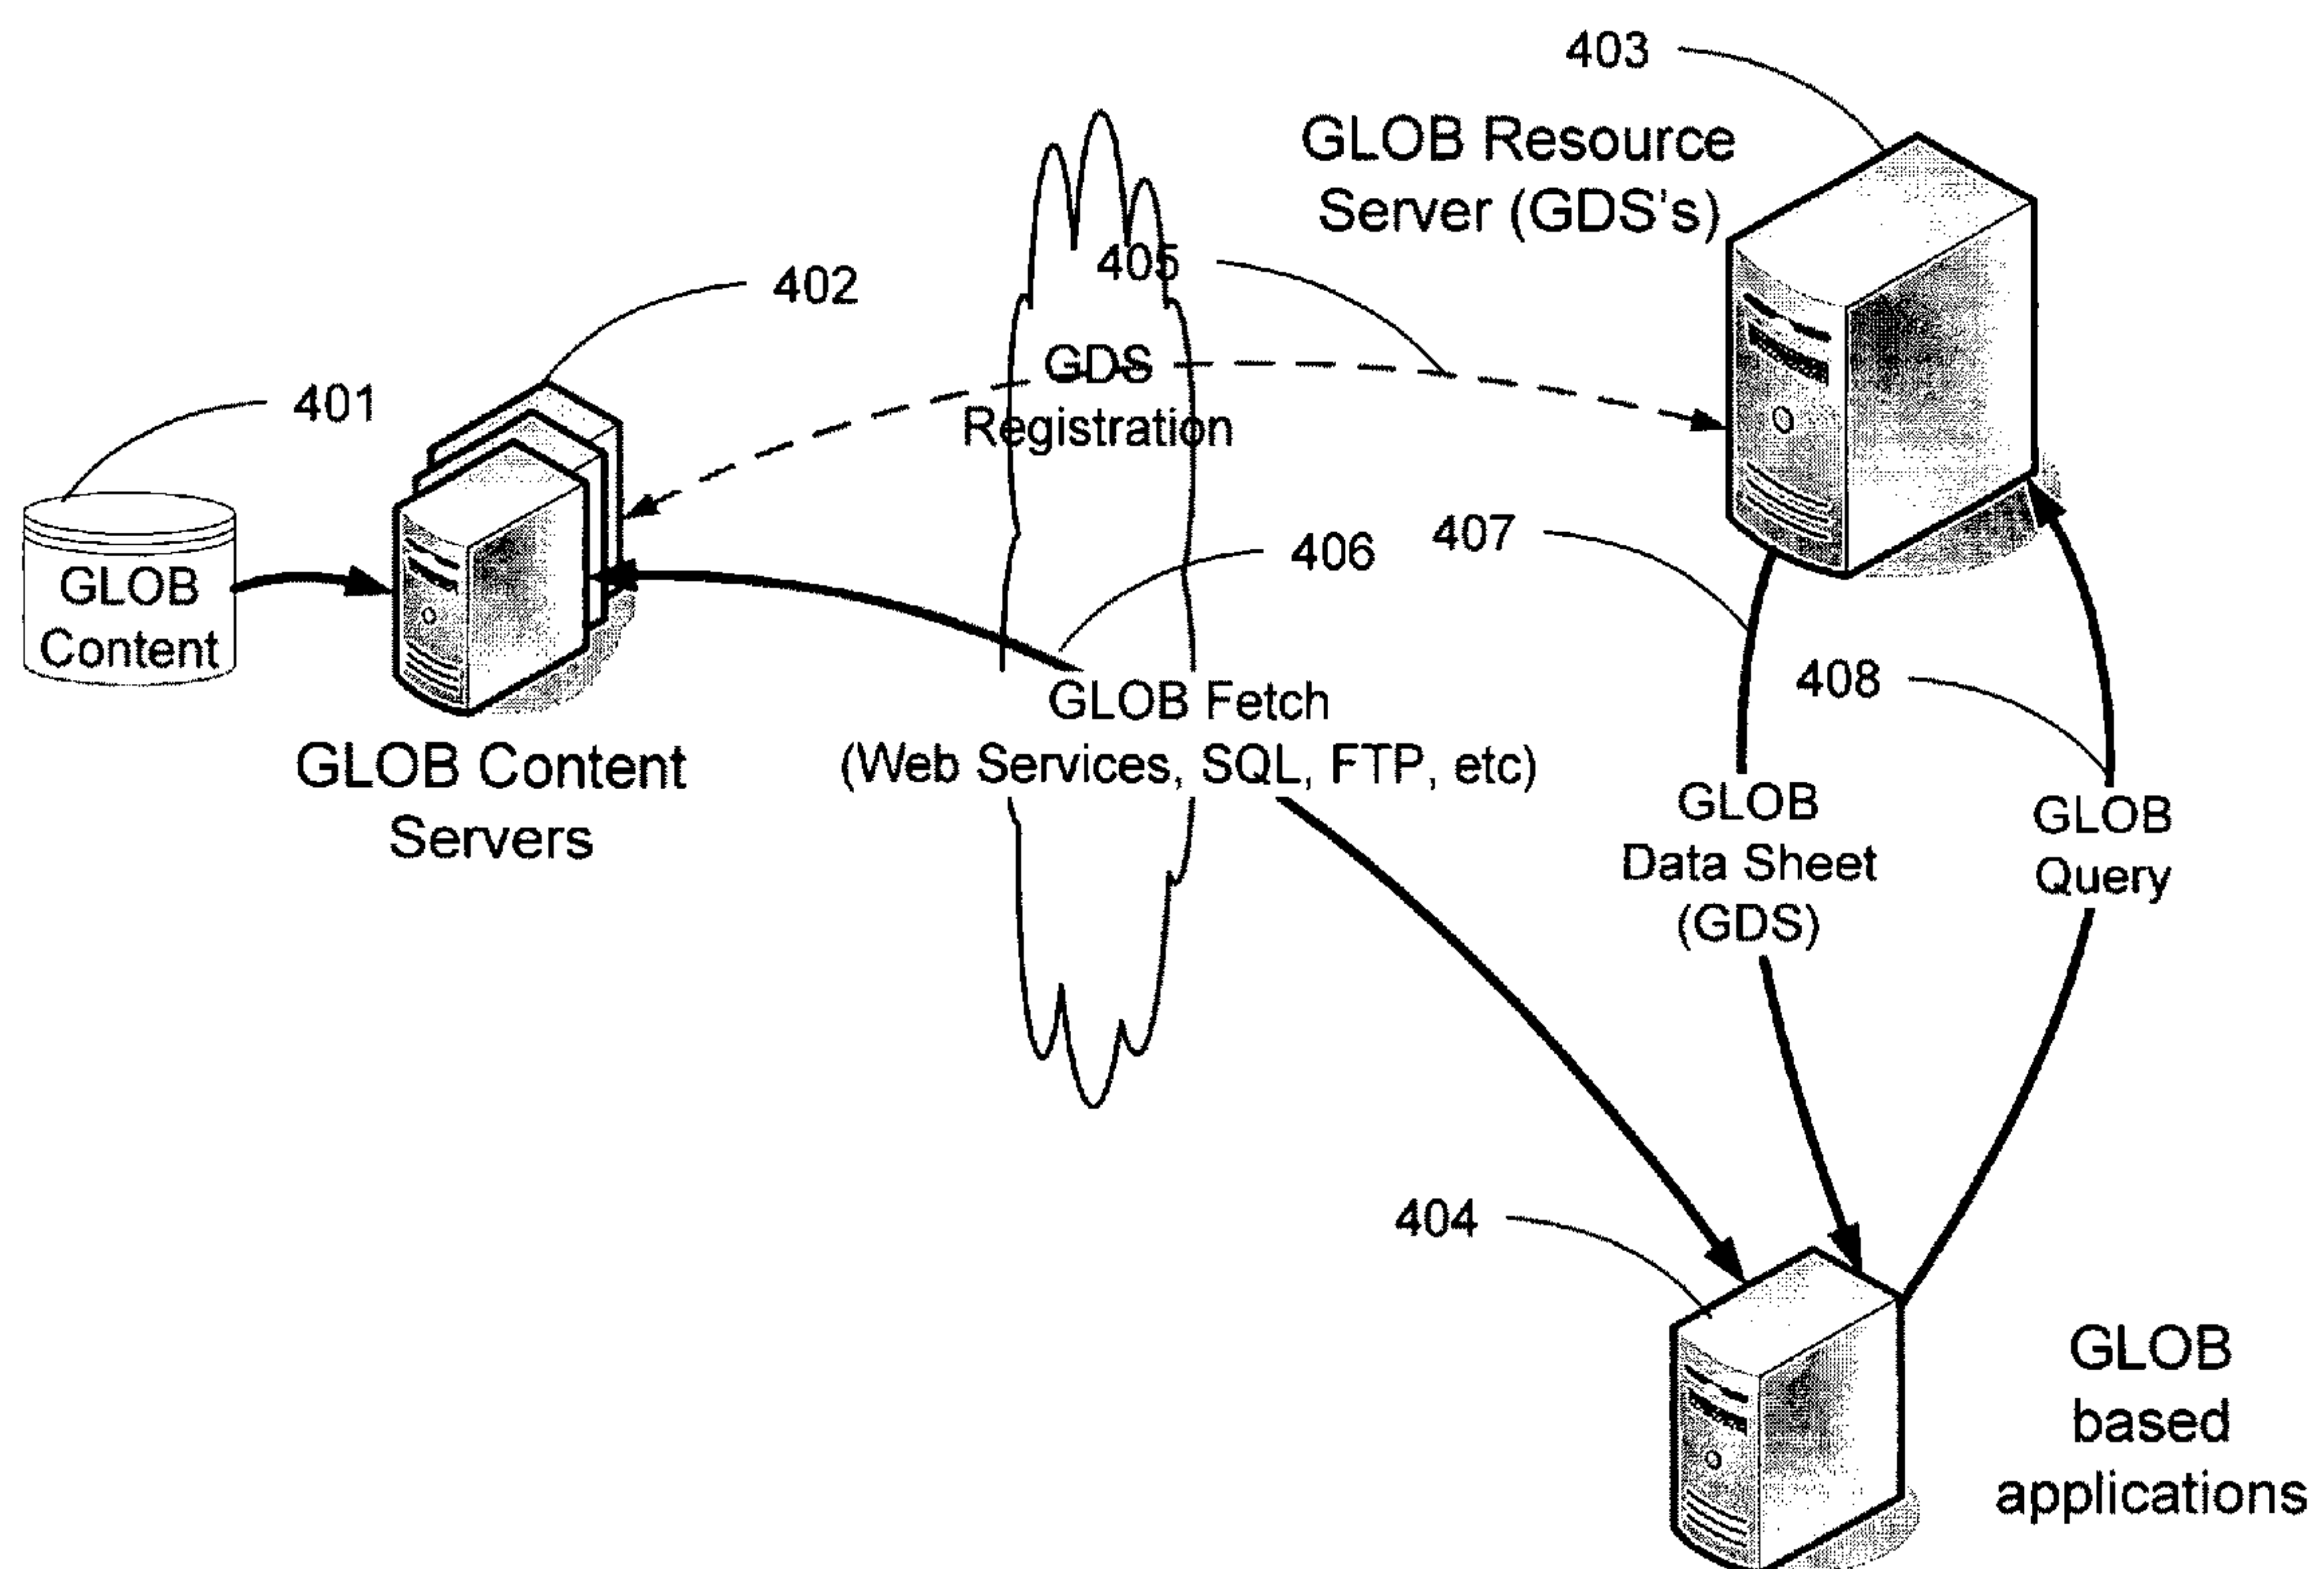 403
GLOB Resource
Server (GDS's)
405
402
GDS
Registration
401
GLOB
Content
406
407
408
GLOB Content
Servers
GLOB Fetch
(Web Services, SQL, FTP, etc)
GLOB
Data Sheet
(GDS)
GLOB
Query
404
GLOB
based
applications